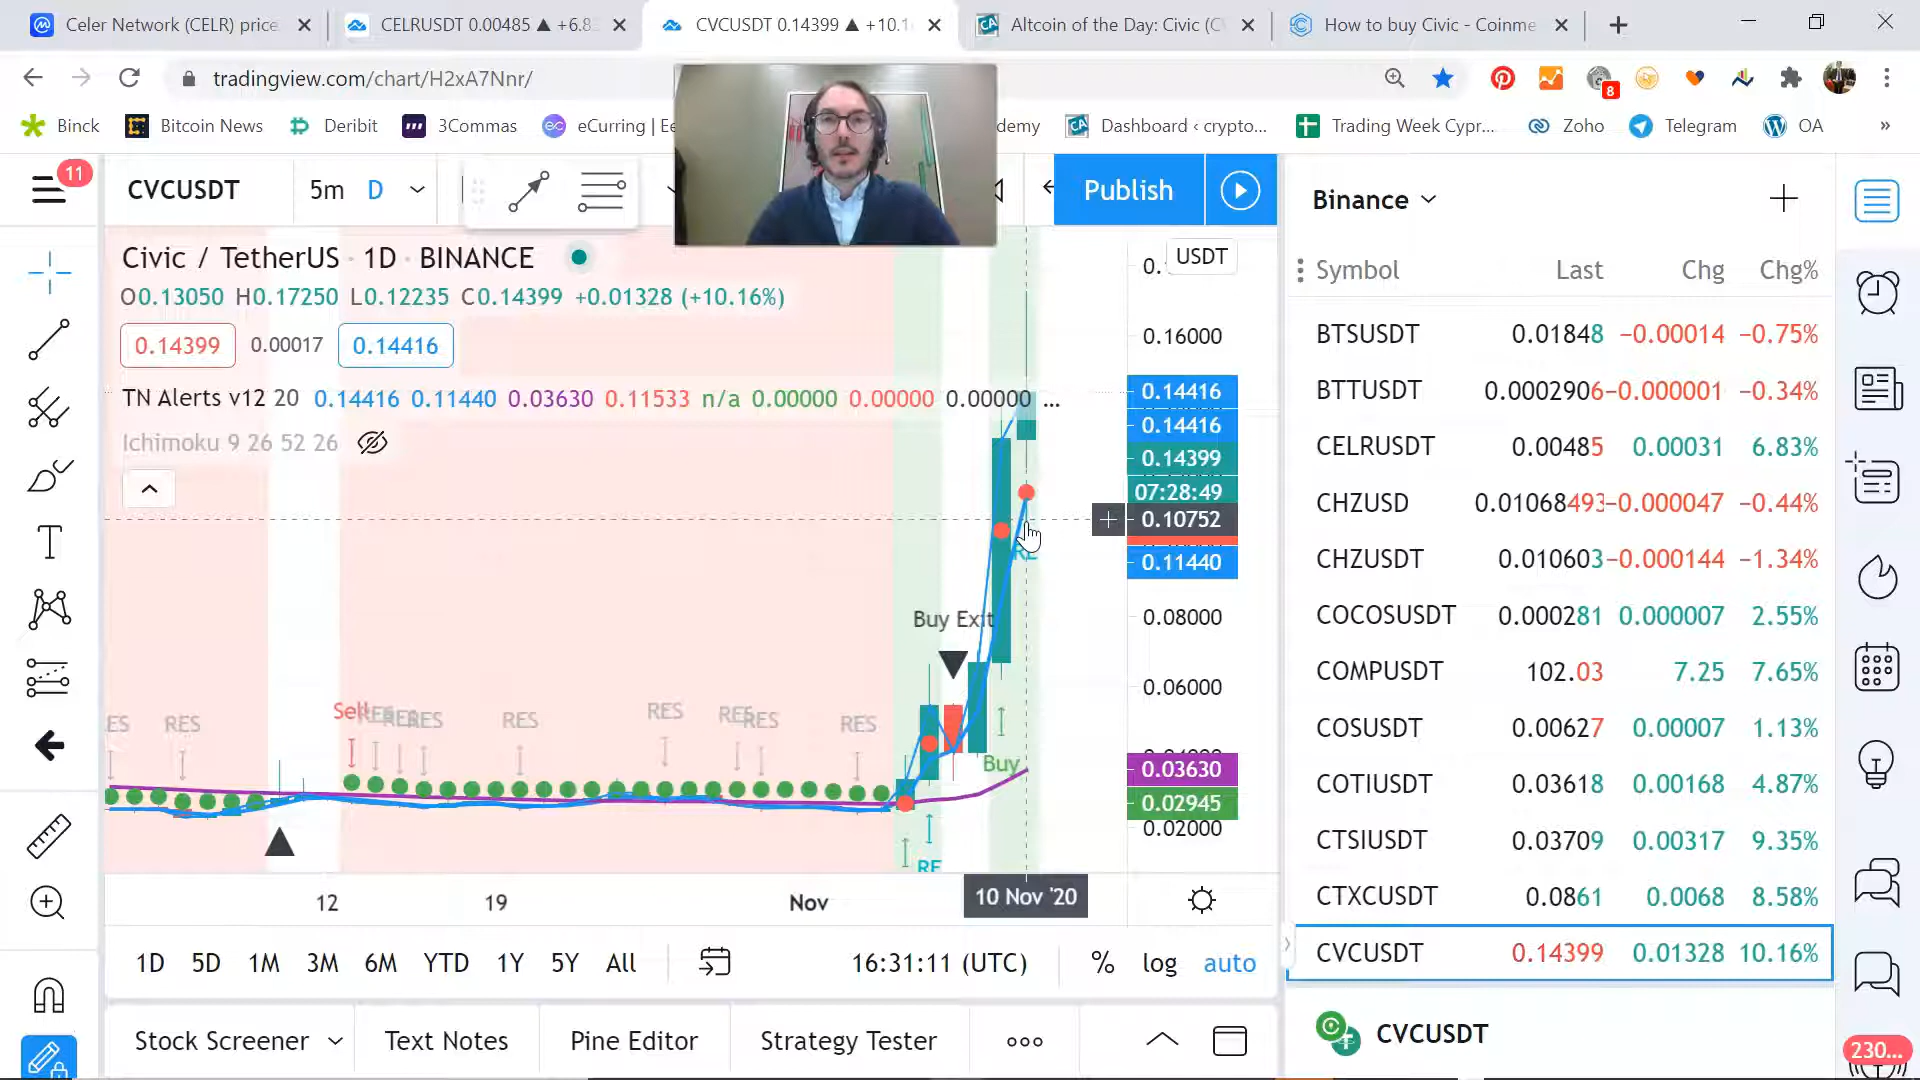 Celer Network (CELR) price
CELRUSDT 0.00485 ▲ +6.8
CVCUSDT 0.14399 ▲ +10.1
Altcoin of the Day: Civic (C
How to buy Civic - Coinme
tradingview.com/chart/H2xA7Nnr/
8
Binck
Bitcoin News
Deribit
3Commas
eCurring | Ee
demy
Dashboard ‹ crypto...
Trading Week Cypr...
Zoho
Telegram
OA
»
11
CVCUSDT
5m D
Publish
Binance
Civic / TetherUS · 1D · BINANCE
USDT
O0.13050 H0.17250 L0.12235 C0.14399 +0.01328 (+10.16%)
0.14399 0.00017 0.14416
TN Alerts v12 20 0.14416 0.11440 0.03630 0.11533 n/a 0.00000 0.00000 0.00000 ...
Ichimoku 9 26 52 26
0.16000
0.14416
0.14416
0.14399
07:28:49
0.10752
0.11440
0.08000
0.06000
0.03630
0.02945
0.02000
Buy Exit
Buy
Sell
RES
RES
RES
RES
RES
RES
RES
RE
12 19 Nov 10 Nov '20
1D 5D 1M 3M 6M YTD 1Y 5Y All
16:31:11 (UTC) % log auto
Stock Screener Text Notes Pine Editor Strategy Tester
Symbol Last Chg Chg%
BTSUSDT 0.01848 −0.00014 −0.75%
BTTUSDT 0.0002906 −0.000001 −0.34%
CELRUSDT 0.00485 0.00031 6.83%
CHZUSD 0.01068493 −0.000047 −0.44%
CHZUSDT 0.010603 −0.000144 −1.34%
COCOSUSDT 0.000281 0.000007 2.55%
COMPUSDT 102.03 7.25 7.65%
COSUSDT 0.00627 0.00007 1.13%
COTIUSDT 0.03618 0.00168 4.87%
CTSIUSDT 0.03709 0.00317 9.35%
CTXCUSDT 0.0861 0.0068 8.58%
CVCUSDT 0.14399 0.01328 10.16%
CVCUSDT
230...